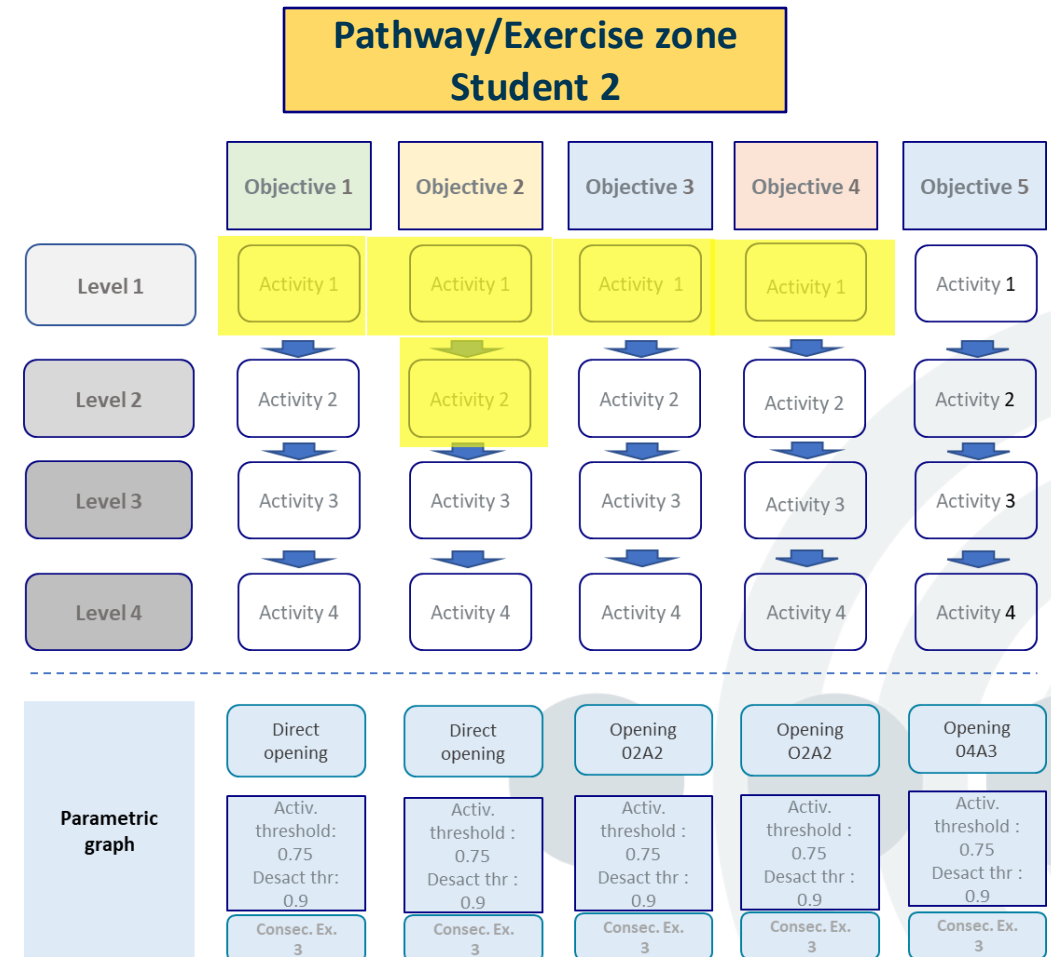 Pathway/Exercise zone
Student 2
Objective 1
Objective 2
Objective 3
Objective 4
Objective 5
Level 1
Activity 1
Activity 1
Activity 1
Activity 1
Activity 1
Level 2
Activity 2
Activity 2
Activity 2
Activity 2
Activity 2
Level 3
Activity 3
Activity 3
Activity 3
Activity 3
Activity 3
Level 4
Activity 4
Activity 4
Activity 4
Activity 4
Activity 4
Parametric
graph
Direct
opening
Direct
opening
Opening
02A2
Opening
O2A2
Opening
04A3
Activ.
threshold:
0.75
Desact thr:
0.9
Activ.
threshold :
0.75
Desact thr :
0.9
Activ.
threshold :
0.75
Desact thr :
0.9
Activ.
threshold :
0.75
Desact thr :
0.9
Activ.
threshold :
0.75
Desact thr :
0.9
Consec. Ex.
3
Consec. Ex.
3
Consec. Ex.
3
Consec. Ex.
3
Consec. Ex.
3